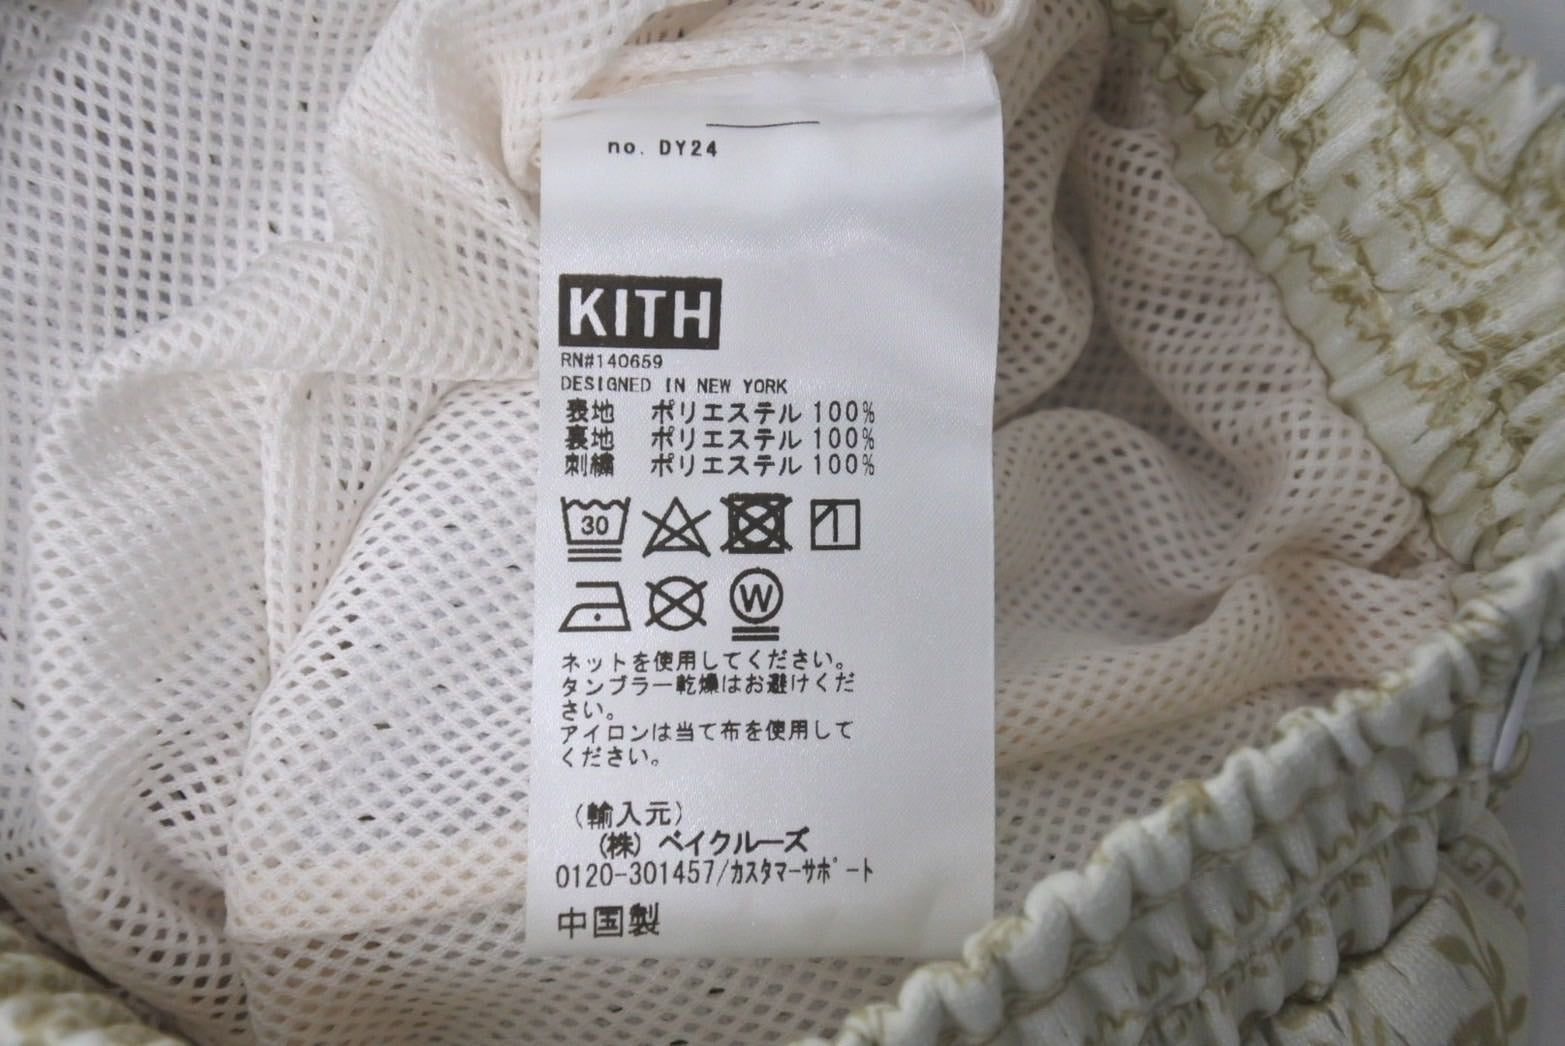 no. DY24
KITH
RN#140659
DESIGNED IN NEW YORK
表地 ポリエステル 100%
裏地 ポリエステル 100%
刺繍 ポリエステル 100%
30
W
ネットを使用してください。
タンブラー乾燥はお避けくだ
さい。
アイロンは当て布を使用して
ください。
（輸入元）
（株） ベイクルーズ
0120-301457/ｶｽﾀﾏｰｻﾎﾟｰﾄ
中国製